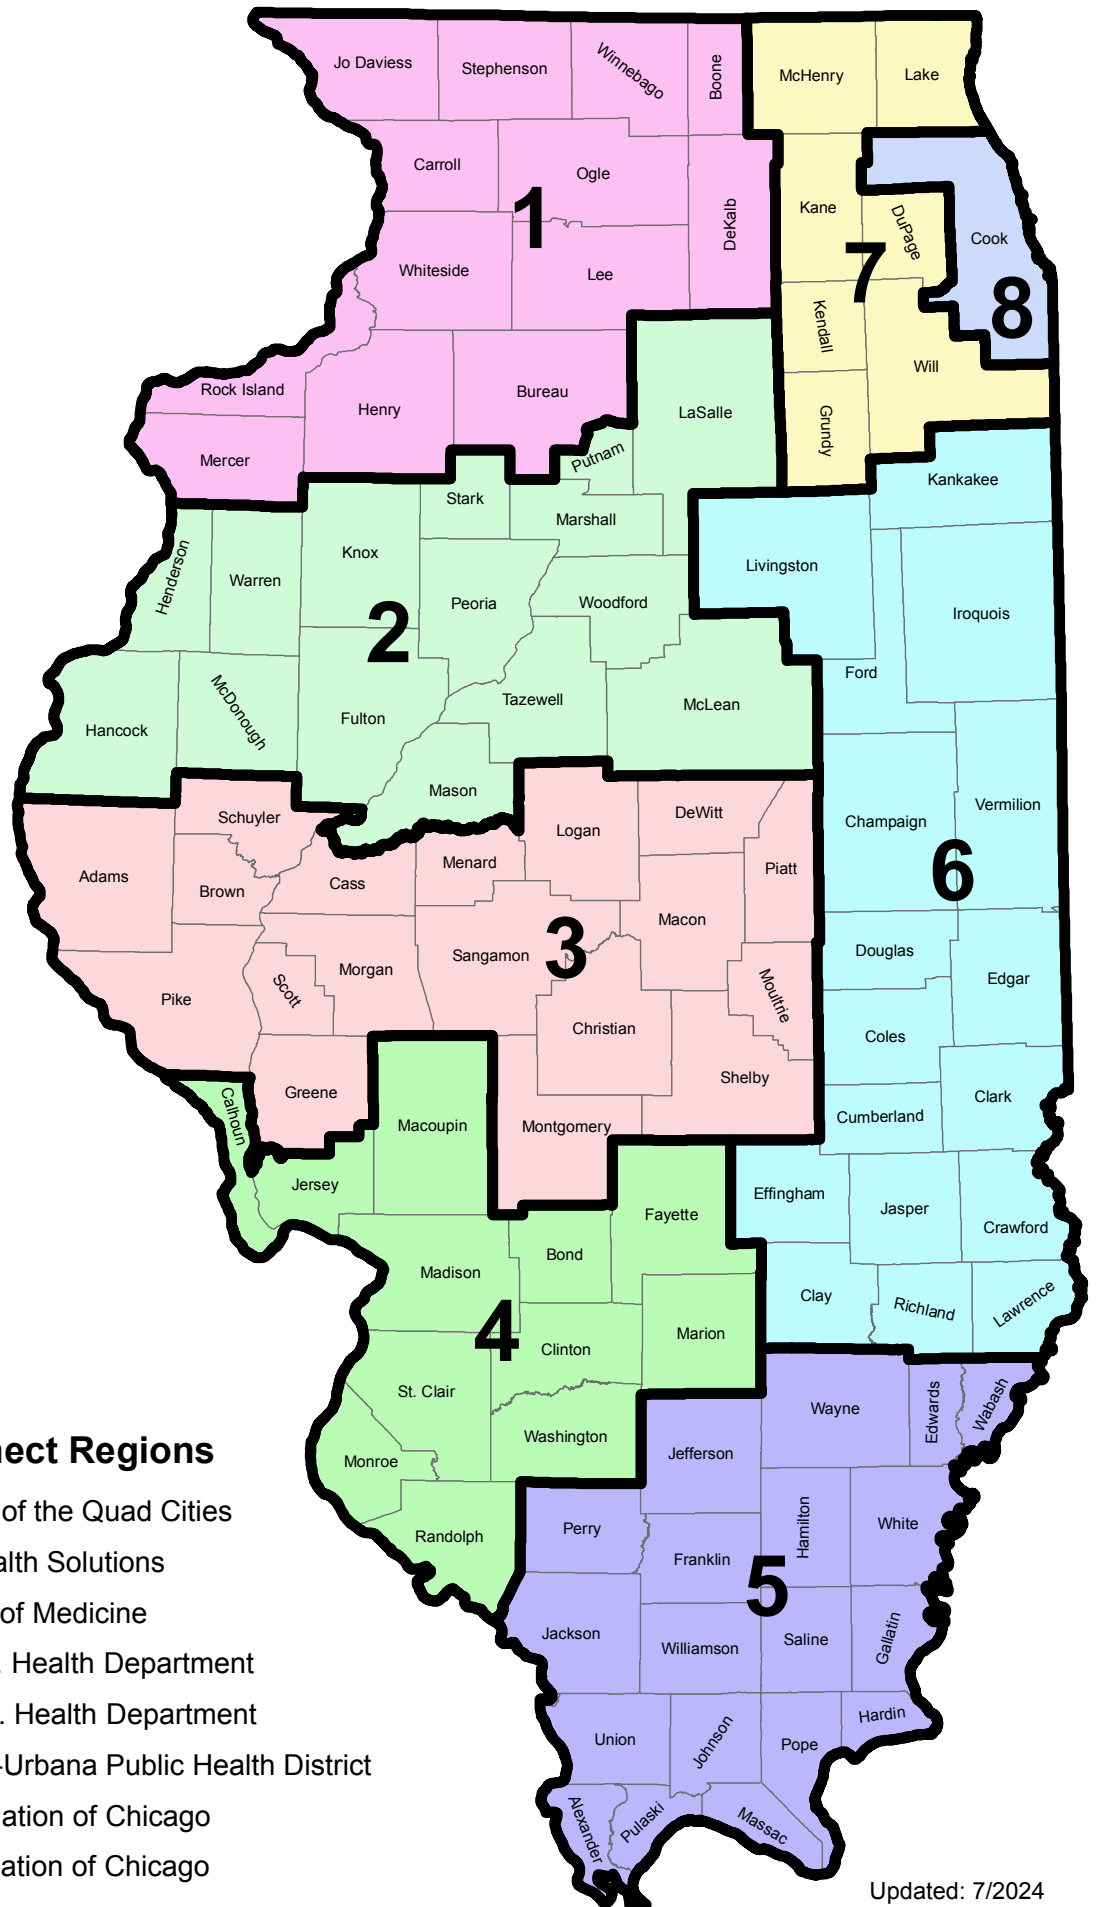 Jo Daviess
Stephenson
Winnebago
Boone
McHenry
Lake
Carroll
Ogle
1
DeKalb
Kane
DuPage
Cook
7
8
Whiteside
Lee
Kendall
Will
Rock Island
Henry
Bureau
LaSalle
Grundy
Mercer
Putnam
Kankakee
Stark
Marshall
Henderson
Warren
Knox
Livingston
Peoria
Woodford
Iroquois
2
Ford
Hancock
McDonough
Fulton
Tazewell
McLean
Mason
Vermilion
Schuyler
Logan
DeWitt
Champaign
Adams
Brown
Cass
Menard
Piatt
6
Macon
Sangamon
3
Douglas
Morgan
Scott
Pike
Moultrie
Edgar
Christian
Coles
Shelby
Greene
Clark
Calhoun
Macoupin
Montgomery
Cumberland
Jersey
Effingham
Jasper
Fayette
Crawford
Bond
Madison
Clay
Richland
Lawrence
4
Marion
Clinton
St. Clair
Wayne
Edwards
Wabash
Washington
Jefferson
Monroe
Randolph
Perry
Hamilton
White
Franklin
5
Jackson
Williamson
Saline
Gallatin
Union
Johnson
Pope
Hardin
Alexander
Pulaski
Massac
nect Regions
of the Quad Cities
alth Solutions
of Medicine
. Health Department
. Health Department
-Urbana Public Health District
ation of Chicago
ation of Chicago
Updated: 7/2024